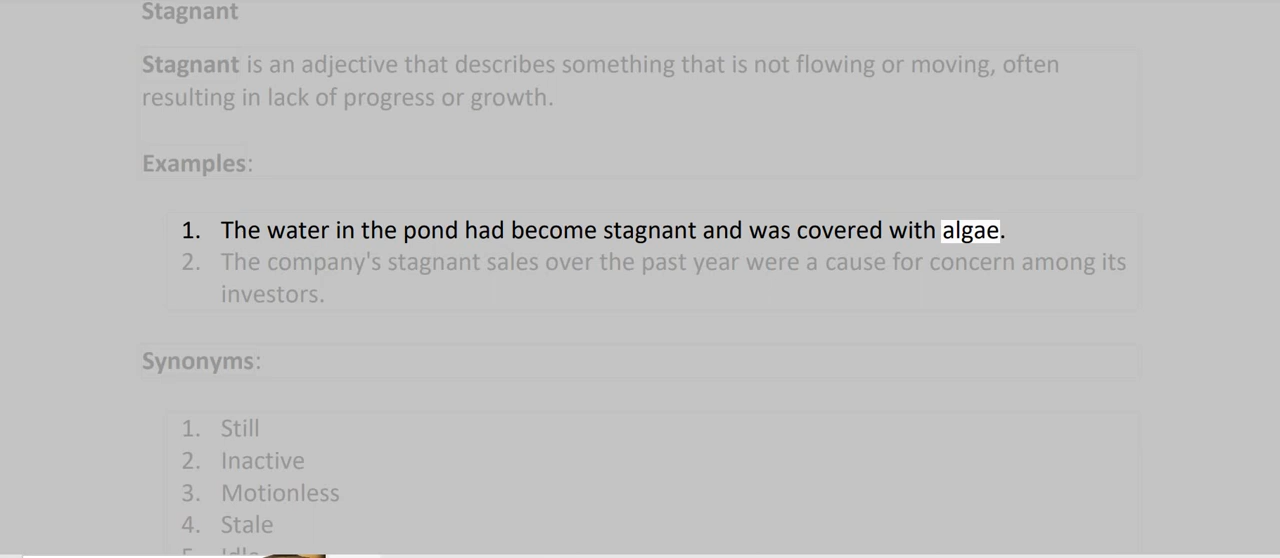 Stagnant
Stagnant is an adjective that describes something that is not flowing or moving, often
resulting in lack of progress or growth.
Examples:
1. The water in the pond had become stagnant and was covered with algae.
2. The company's stagnant sales over the past year were a cause for concern among its
investors.
Synonyms:
1. Still
2. Inactive
3. Motionless
4. Stale
5. Idle